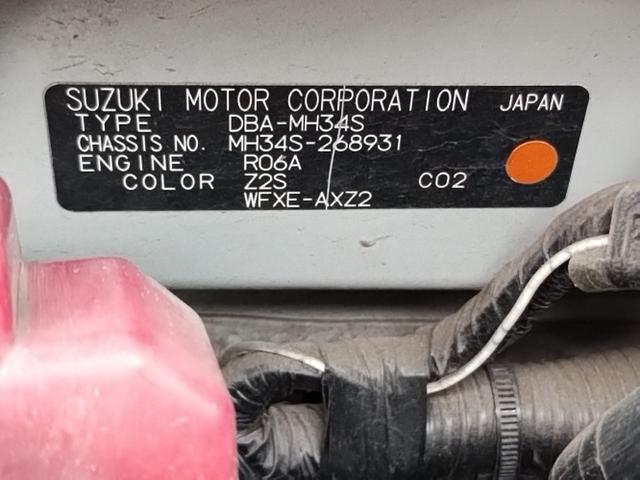 SUZUKI MOTOR CORPORATION JAPAN
TYPE DBA-MH34S
CHASSIS NO. MH34S-268931
ENGINE R06A
COLOR Z2S C02
WFXE-AXZ2